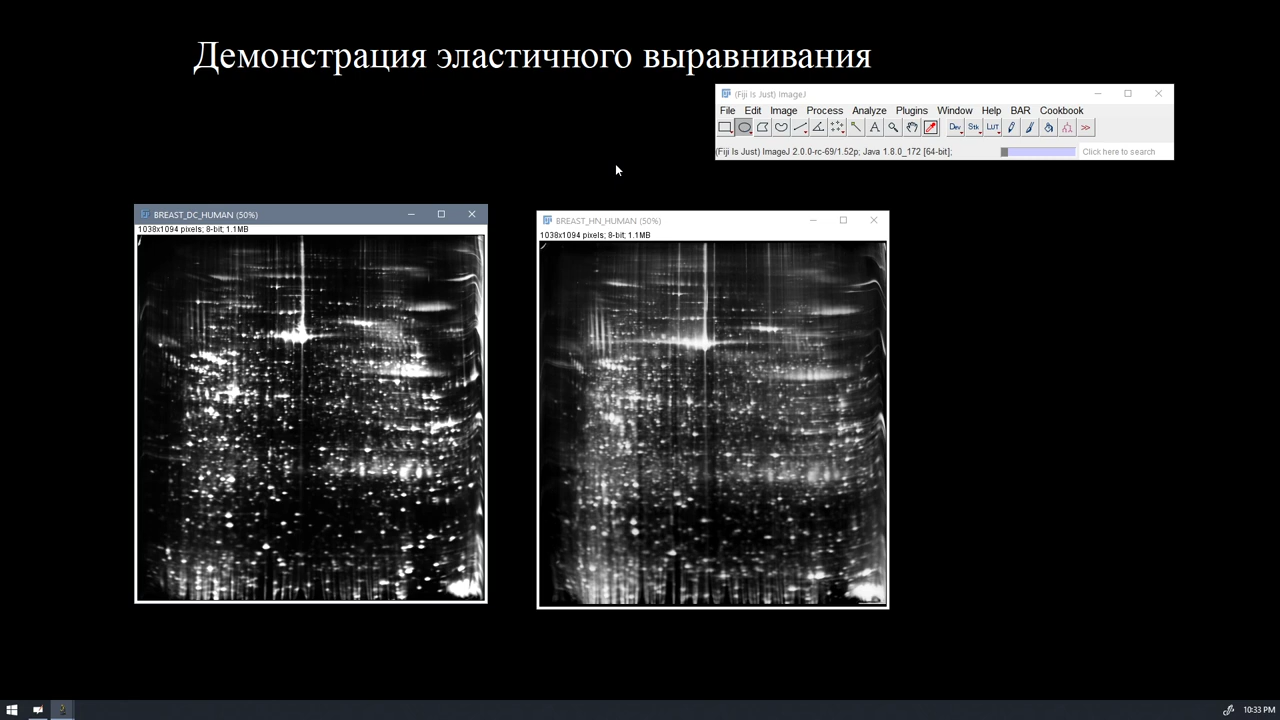 Демонстрация эластичного выравнивания
(Fiji Is Just) ImageJ
File Edit Image Process Analyze Plugins Window Help BAR Cookbook
A Dev Stk LUT >>
(Fiji Is Just) ImageJ 2.0.0-rc-69/1.52p; Java 1.8.0_172 [64-bit]; Click here to search
BREAST_DC_HUMAN (50%)
1038x1094 pixels; 8-bit; 1.1MB
BREAST_HN_HUMAN (50%)
1038x1094 pixels; 8-bit; 1.1MB
10:33 PM